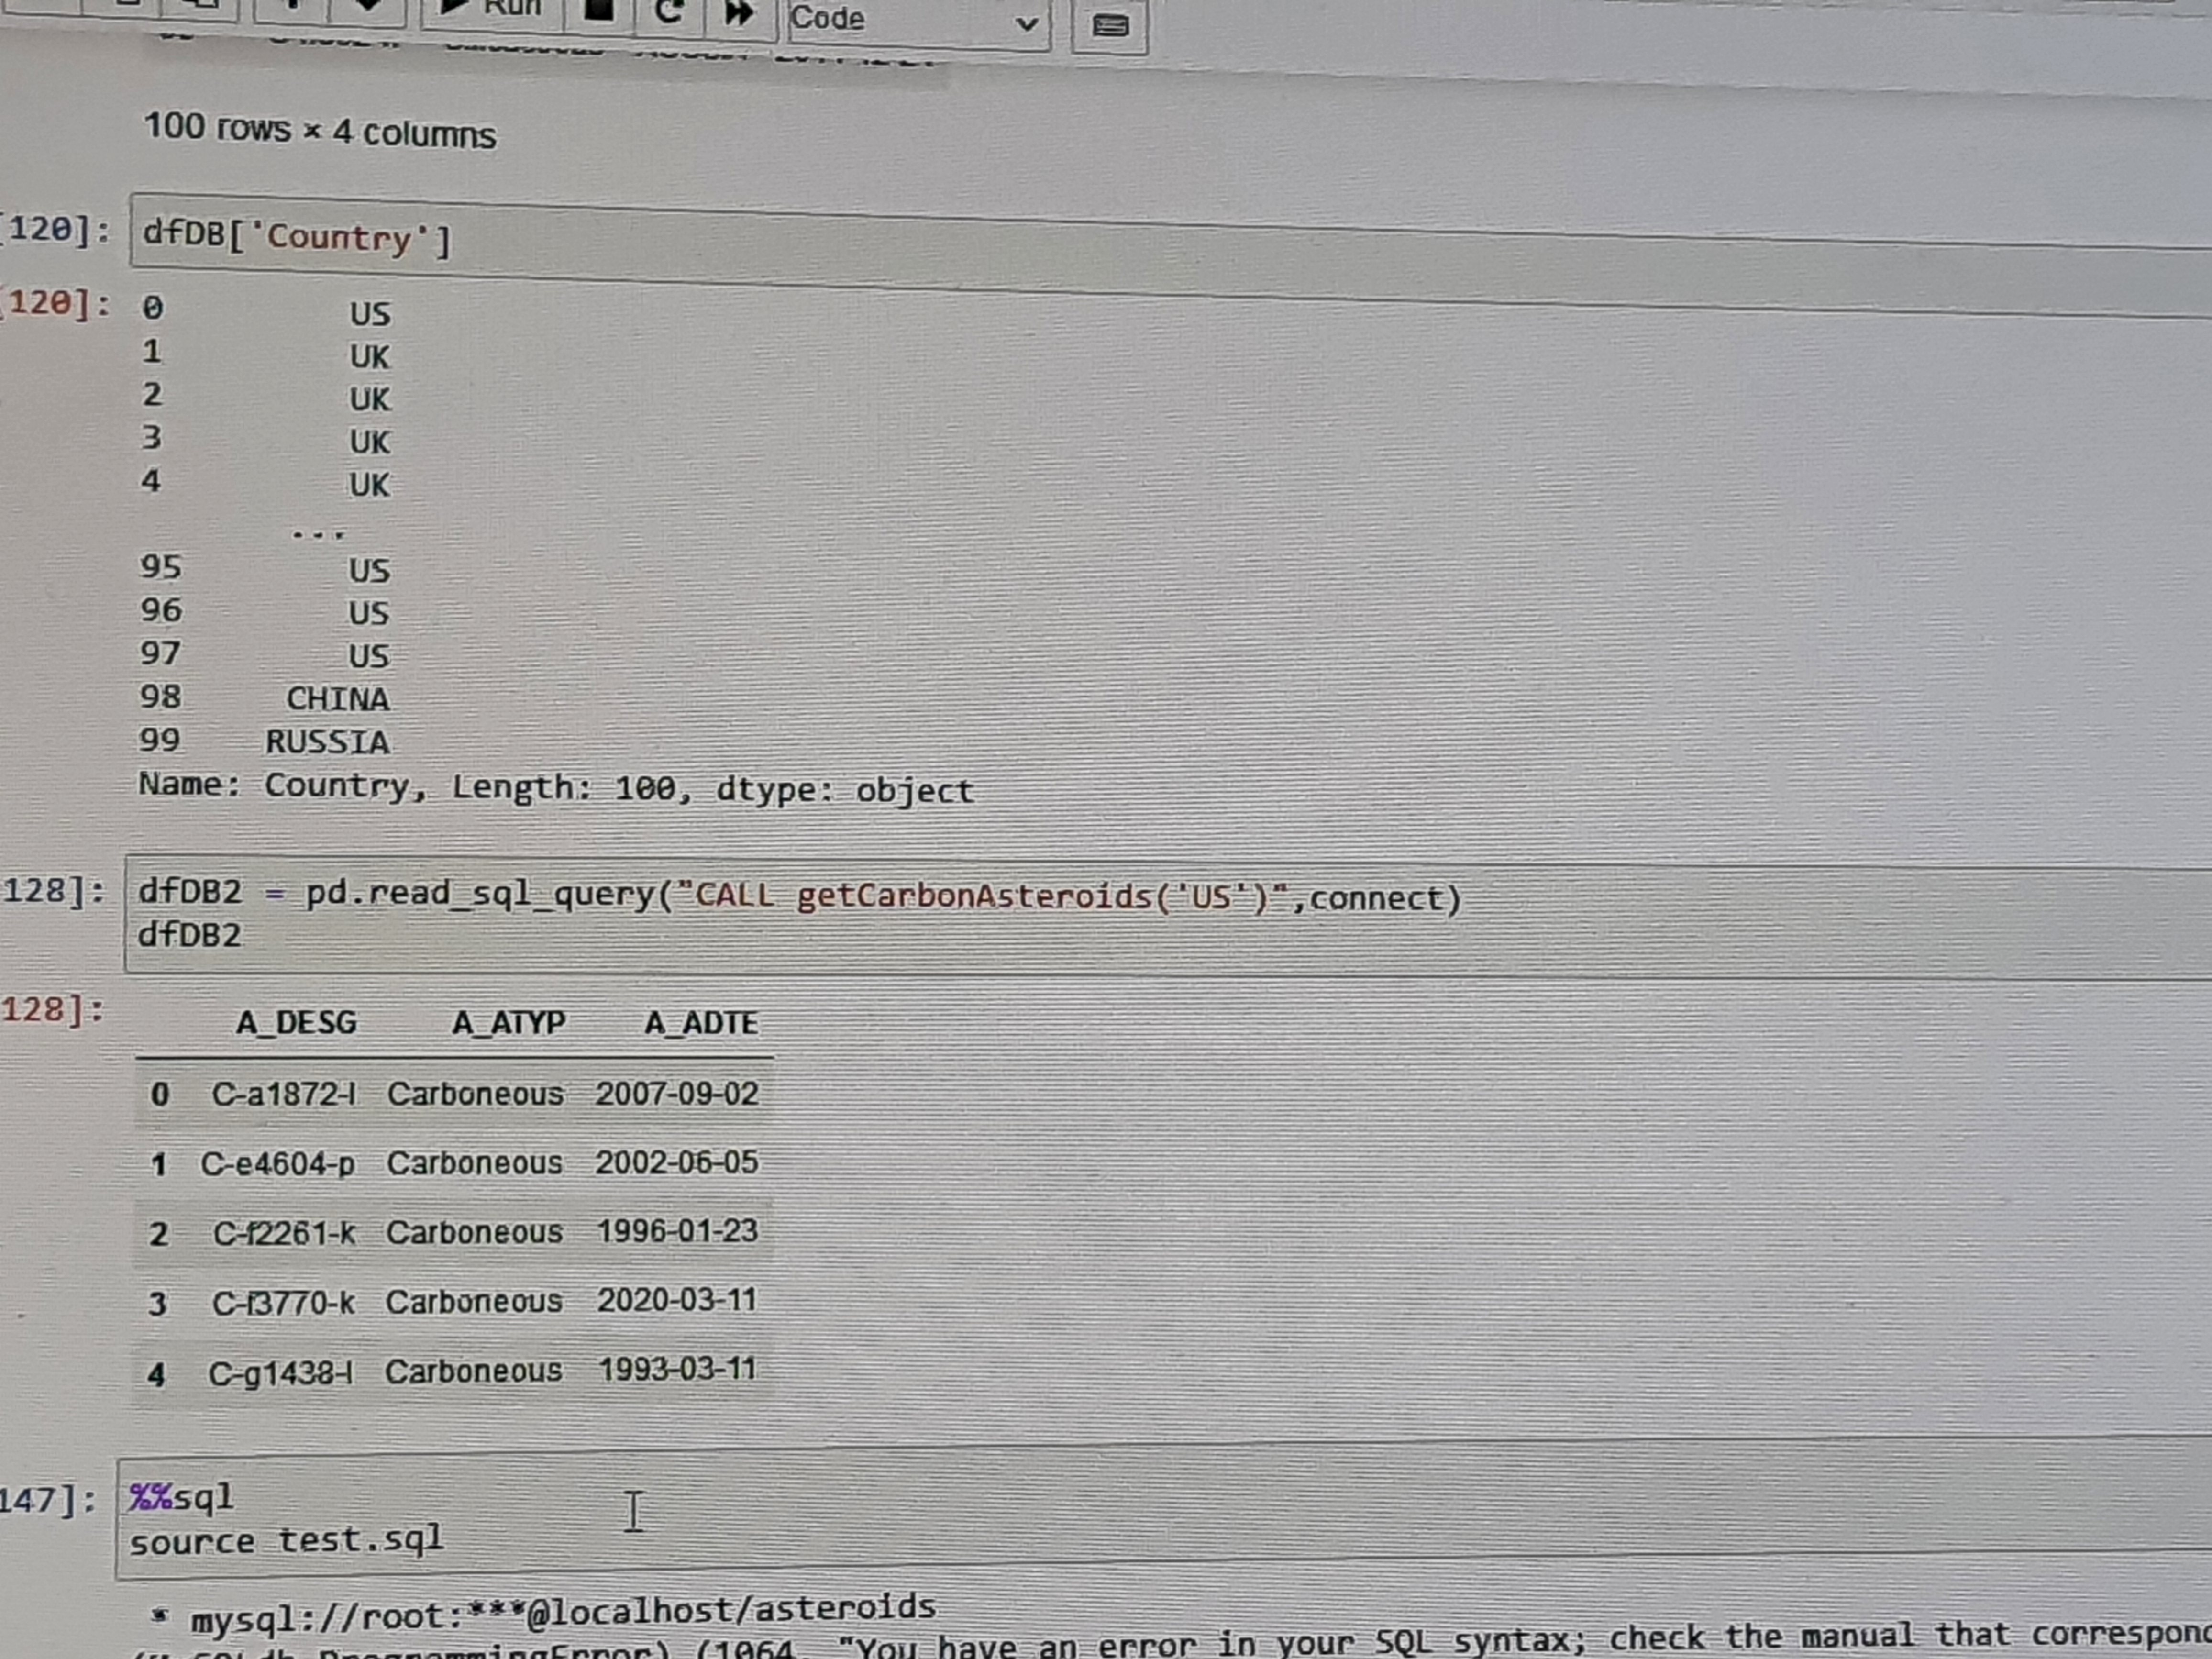 Run
Code
100 rows × 4 columns
[120]: dfDB['Country']
[120]: 0 US
1 UK
2 UK
3 UK
4 UK
...
95 US
96 US
97 US
98 CHINA
99 RUSSIA
Name: Country, Length: 100, dtype: object
128]: dfDB2 = pd.read_sql_query("CALL getCarbonAsteroids('US')",connect)
dfDB2
128]:
A_DESG A_ATYP A_ADTE
0 C-a1872-l Carboneous 2007-09-02
1 C-e4604-p Carboneous 2002-06-05
2 C-f2261-k Carboneous 1996-01-23
3 C-f3770-k Carboneous 2020-03-11
4 C-g1438-l Carboneous 1993-03-11
147]: %%sql
source test.sql
* mysql://root:***@localhost/asteroids
ProgrammingError) (1064, "You have an error in your SQL syntax; check the manual that correspond